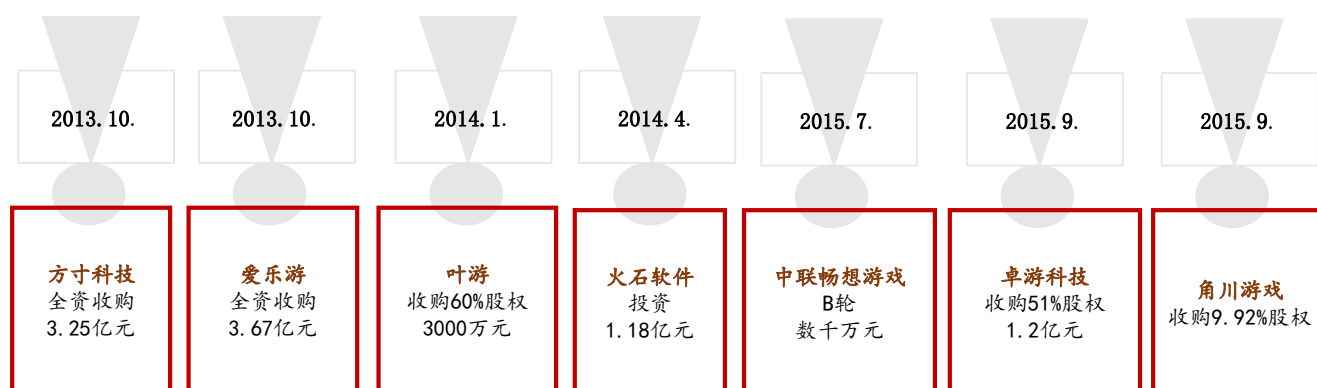 2013.10.
2013.10.
2014.1.
2014.4.
2015.7.
2015.9.
2015.9.
方寸科技
全资收购
3.25亿元
爱乐游
全资收购
3.67亿元
叶游
收购60%股权
3000万元
火石软件
投资
1.18亿元
中联畅想游戏
B轮
数千万元
卓游科技
收购51%股权
1.2亿元
角川游戏
收购9.92%股权